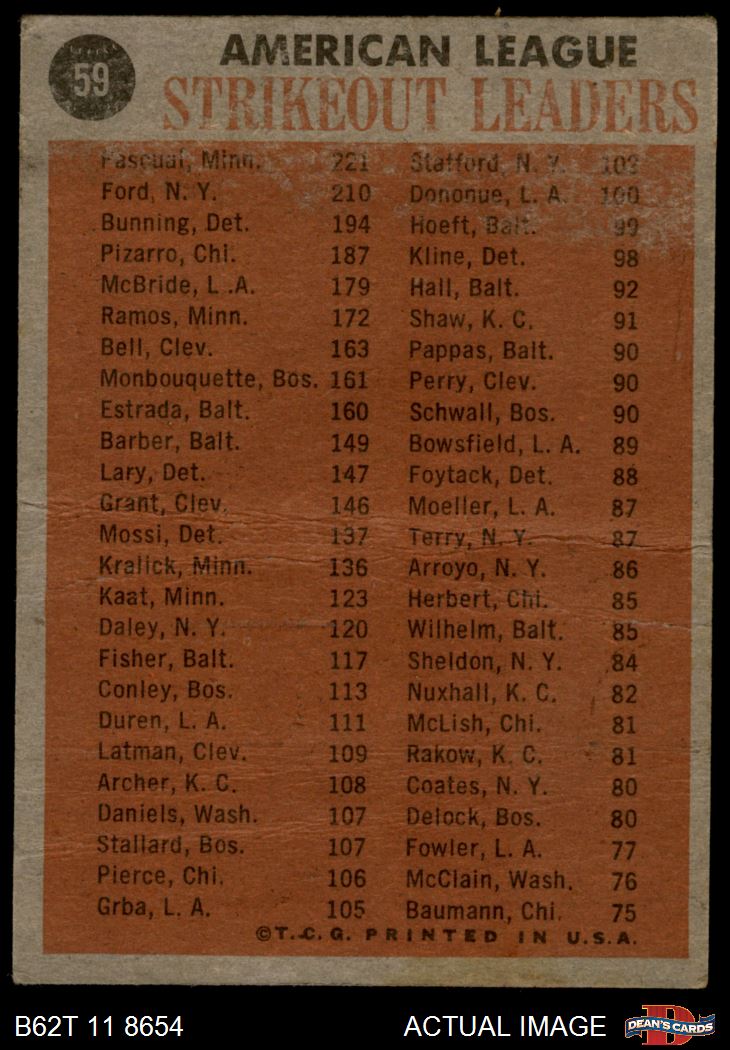 59
AMERICAN LEAGUE
STRIKEOUT LEADERS
Pascual, Minn. 221
Ford, N. Y. 210
Bunning, Det. 194
Pizarro, Chi. 187
McBride, L .A. 179
Ramos, Minn. 172
Bell, Clev. 163
Monbouquette, Bos. 161
Estrada, Balt. 160
Barber, Balt. 149
Lary, Det. 147
Grant, Clev. 146
Mossi, Det. 137
Kralick, Minn. 136
Kaat, Minn. 123
Daley, N. Y. 120
Fisher, Balt. 117
Conley, Bos. 113
Duren, L. A. 111
Latman, Clev. 109
Archer, K. C. 108
Daniels, Wash. 107
Stallard, Bos. 107
Pierce, Chi. 106
Grba, L. A. 105
Stafford, N. Y.
Donohue, L. A. 100
Hoeft, Balt. 99
Kline, Det. 98
Hall, Balt. 92
Shaw, K. C. 91
Pappas, Balt. 90
Perry, Clev. 90
Schwall, Bos. 90
Bowsfield, L. A. 89
Foytack, Det. 88
Moeller, L. A. 87
Terry, N. Y. 87
Arroyo, N. Y. 86
Herbert, Chi. 85
Wilhelm, Balt. 85
Sheldon, N. Y. 84
Nuxhall, K. C. 82
McLish, Chi. 81
Rakow, K. C. 81
Coates, N. Y. 80
Delock, Bos. 80
Fowler, L. A. 77
McClain, Wash. 76
Baumann, Chi. 75
©T. C. G. PRINTED IN U.S.A.
B62T 11 8654
ACTUAL IMAGE
DEAN'S CARDS